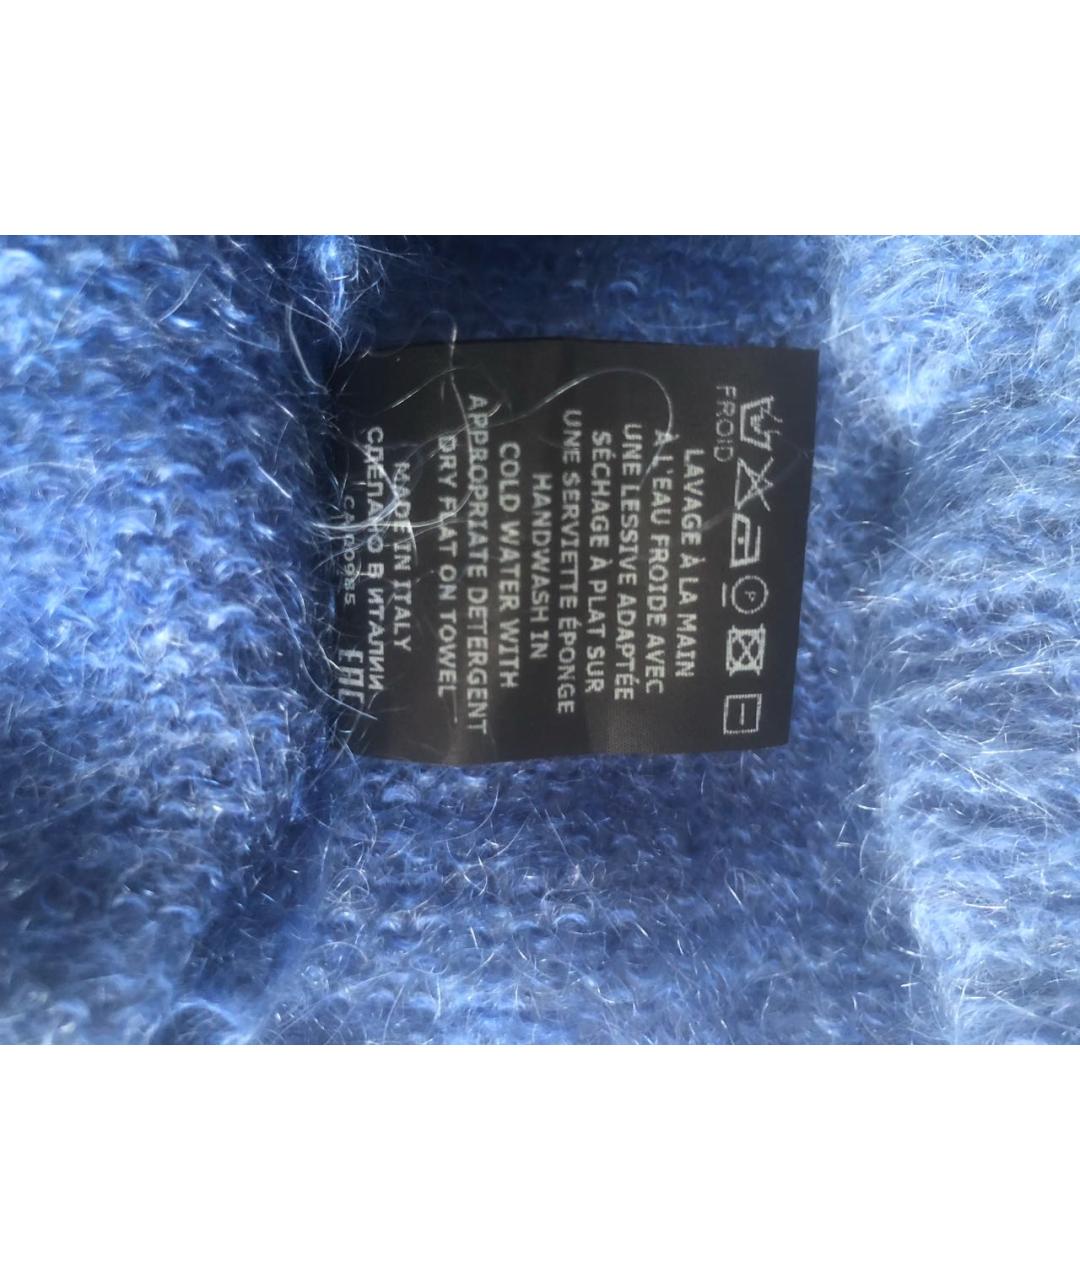 FROID
LAVAGE À LA MAIN
À L'EAU FROIDE AVEC
UNE LESSIVE ADAPTÉE
SÉCHAGE À PLAT SUR
UNE SERVIETTE ÉPONGE
HANDWASH IN
COLD WATER WITH
APPROPRIATE DETERGENT
DRY FLAT ON TOWEL
MADE IN ITALY
СДЕЛАНО В ИТАЛИИ
EAC